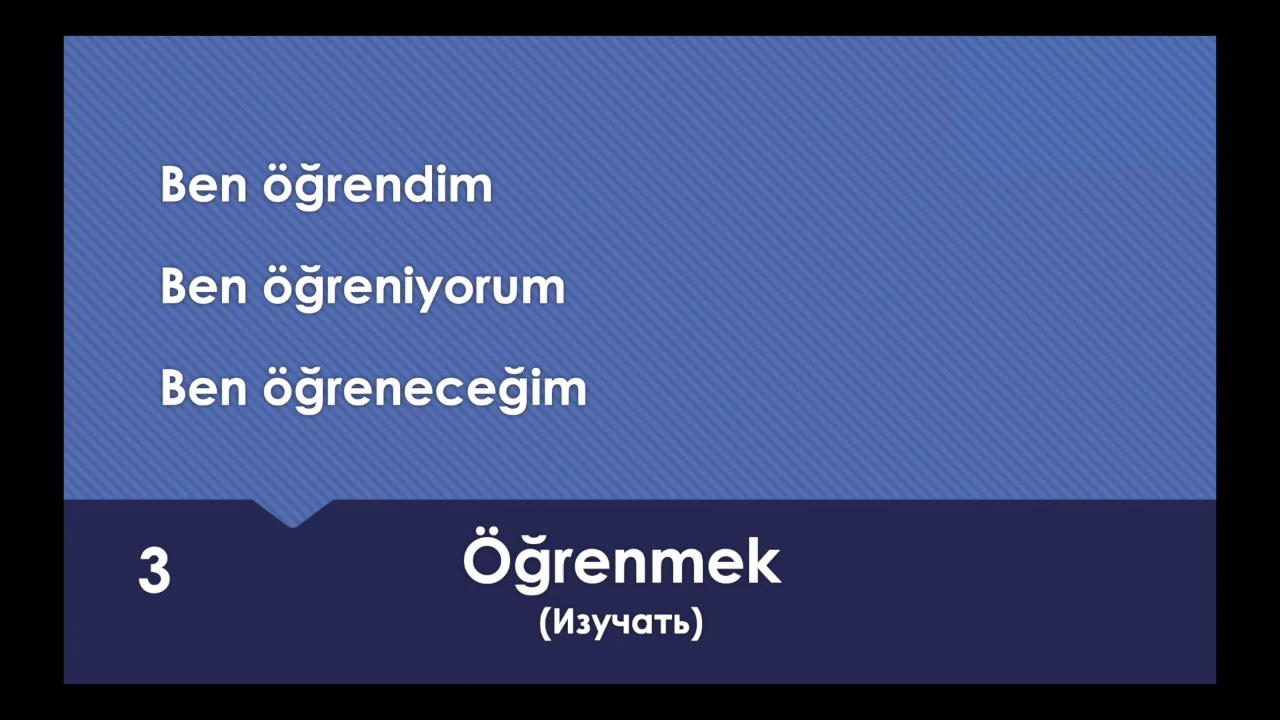 Ben öğrendim
Ben öğreniyorum
Ben öğreneceğim
3
Öğrenmek
(Изучать)